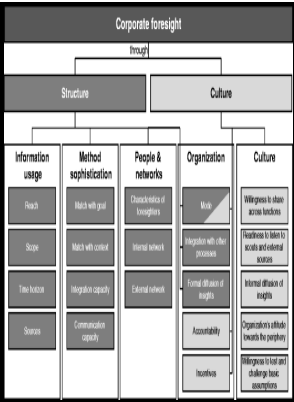 Corporate foresight
through
Structure
Culture
Information
usage
Reach
Scope
Time horizon
Sources
Method
sophistication
Match with goal
Match with context
Integration capacity
Communication
capacity
People &
networks
Characteristics of
foresighters
Internal network
External network
Organization
Mode
Integration with other
processes
Formal diffusion of
insights
Accountability
Incentives
Culture
Willingness to share
across functions
Readiness to listen to
scouts and external
sources
Informal diffusion of
insights
Organization's attitude
towards the periphery
Willingness to test and
challenge basic
assumptions